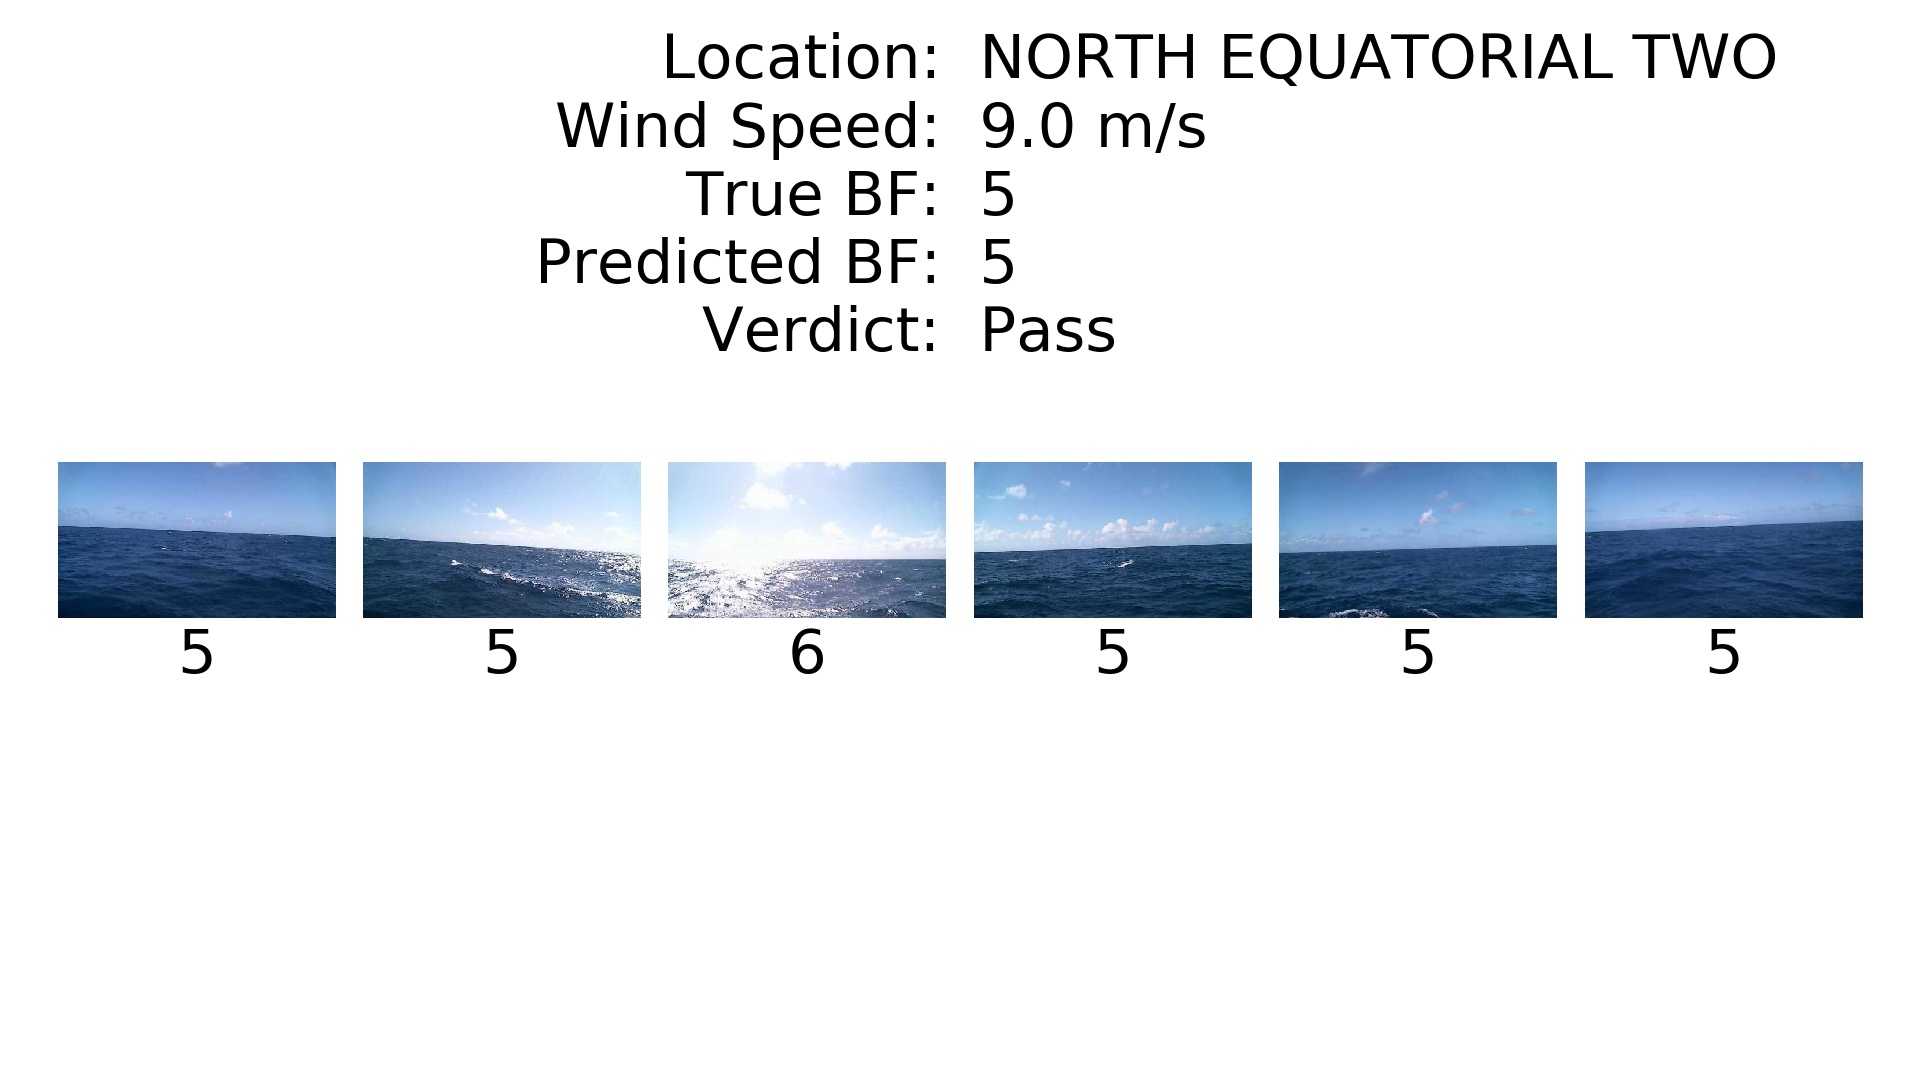 Location: NORTH EQUATORIAL TWO
Wind Speed: 9.0 m/s
True BF: 5
Predicted BF: 5
Verdict: Pass
5 5 6 5 5 5